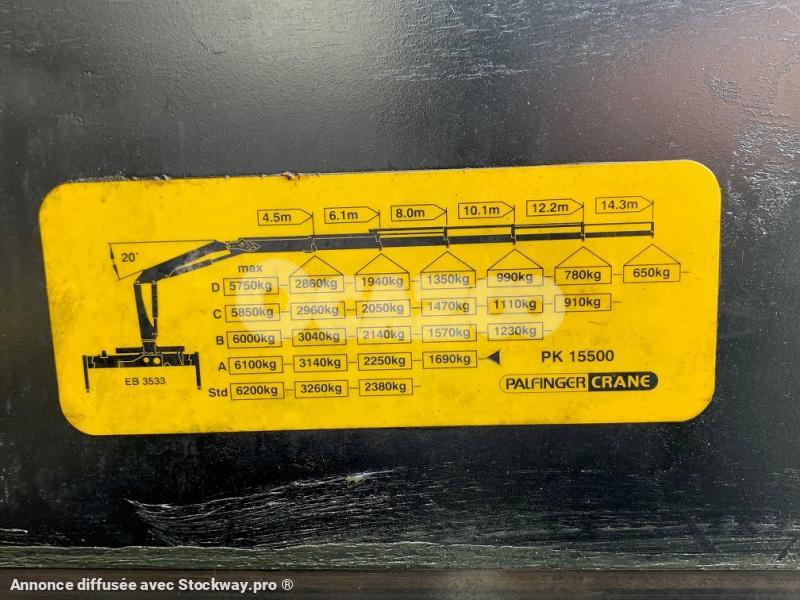 4.5m 6.1m 8.0m 10.1m 12.2m 14.3m
20°
max
D 5750kg 2860kg 1940kg 1350kg 990kg 780kg 650kg
C 5850kg 2960kg 2050kg 1470kg 1110kg 910kg
B 6000kg 3040kg 2140kg 1570kg 1230kg
A 6100kg 3140kg 2250kg 1690kg PK 15500
EB 3533
Std 6200kg 3260kg 2380kg PALFINGER CRANE
Annonce diffusée avec Stockway.pro ®